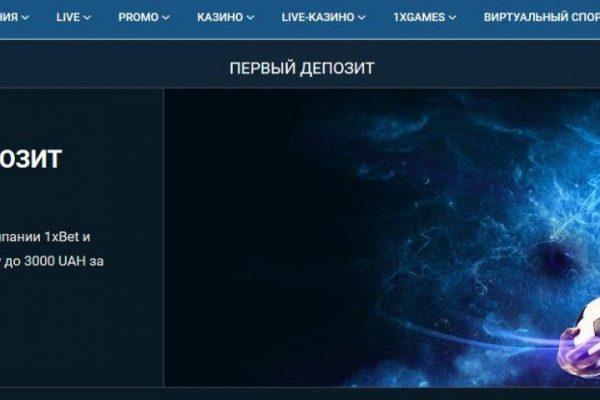 НИЯ LIVE PROMO КАЗИНО LIVE-КАЗИНО 1XGAMES ВИРТУАЛЬНЫЙ СПОР
ПЕРВЫЙ ДЕПОЗИТ
ОЗИТ
пании 1xBet и
до 3000 UAH за